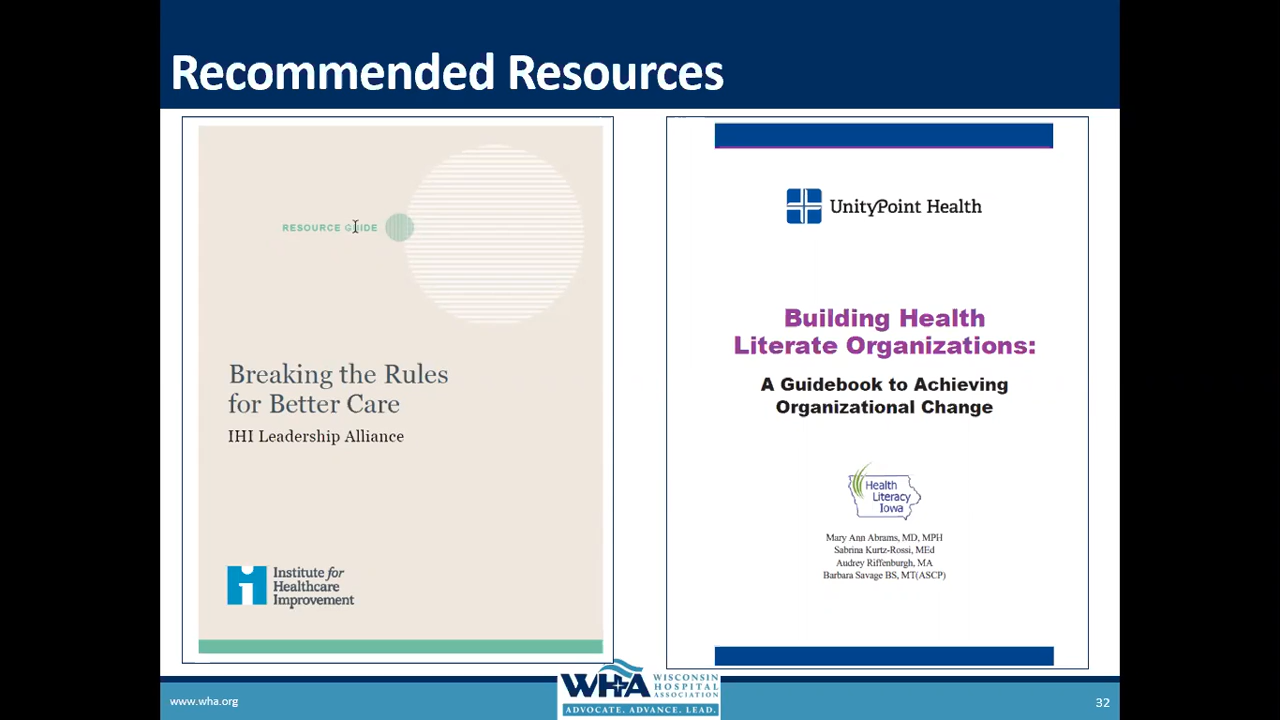 Recommended Resources
RESOURCE GUIDE
Breaking the Rules
for Better Care
IHI Leadership Alliance
Institute for
Healthcare
Improvement
UnityPoint Health
Building Health
Literate Organizations:
A Guidebook to Achieving
Organizational Change
Health
Literacy
Iowa
Mary Ann Abrams, MD, MPH
Sabrina Kurtz-Rossi, MEd
Audrey Riffenburgh, MA
Barbara Savage BS, MT(ASCP)
www.wha.org
WHA
WISCONSIN
HOSPITAL
ASSOCIATION
ADVOCATE. ADVANCE. LEAD.
32